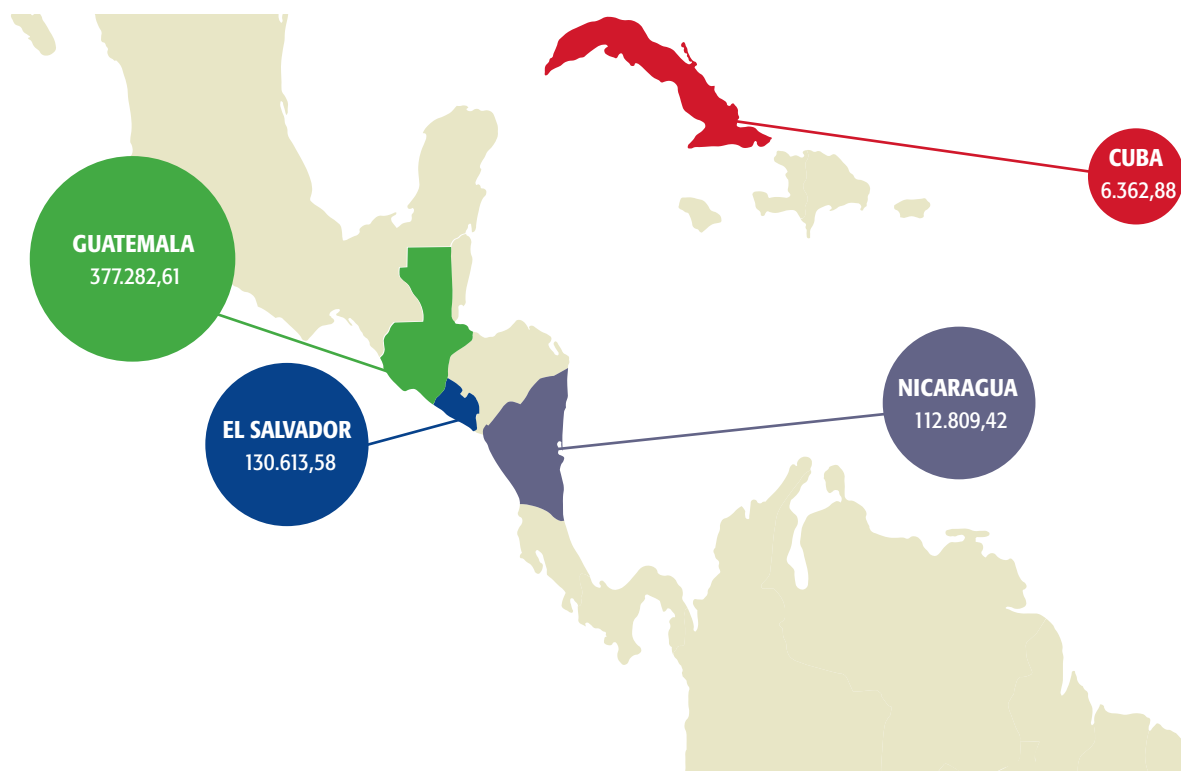 CUBA
6.362,88
GUATEMALA
377.282,61
NICARAGUA
112.809,42
EL SALVADOR
130.613,58